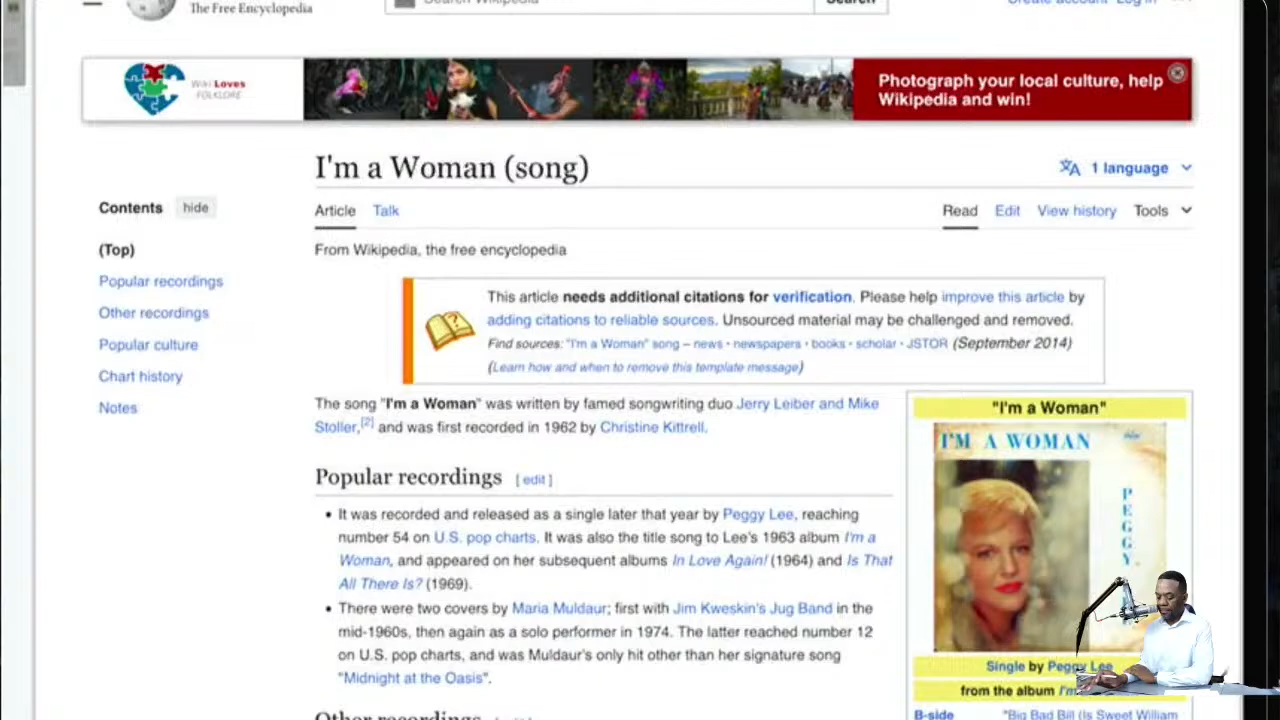 The Free Encyclopedia
Search Wikipedia
Search
Create account Log in
Wiki Loves
FOLKLORE
Photograph your local culture, help
Wikipedia and win!
I'm a Woman (song)
1 language
Contents hide
Article Talk
Read Edit View history Tools
(Top)
From Wikipedia, the free encyclopedia
Popular recordings
Other recordings
Popular culture
Chart history
Notes
This article needs additional citations for verification. Please help improve this article by
adding citations to reliable sources. Unsourced material may be challenged and removed.
Find sources: "I'm a Woman" song – news · newspapers · books · scholar · JSTOR (September 2014)
(Learn how and when to remove this template message)
The song "I'm a Woman" was written by famed songwriting duo Jerry Leiber and Mike
Stoller,[2] and was first recorded in 1962 by Christine Kittrell.
Popular recordings [ edit ]
• It was recorded and released as a single later that year by Peggy Lee, reaching
number 54 on U.S. pop charts. It was also the title song to Lee's 1963 album I'm a
Woman, and appeared on her subsequent albums In Love Again! (1964) and Is That
All There Is? (1969).
• There were two covers by Maria Muldaur; first with Jim Kweskin's Jug Band in the
mid-1960s, then again as a solo performer in 1974. The latter reached number 12
on U.S. pop charts, and was Muldaur's only hit other than her signature song
"Midnight at the Oasis".
Other recordings
"I'm a Woman"
I'M A WOMAN
PEGGY
Single by Peggy Lee
from the album I'm
B-side "Big Bad Bill (Is Sweet William